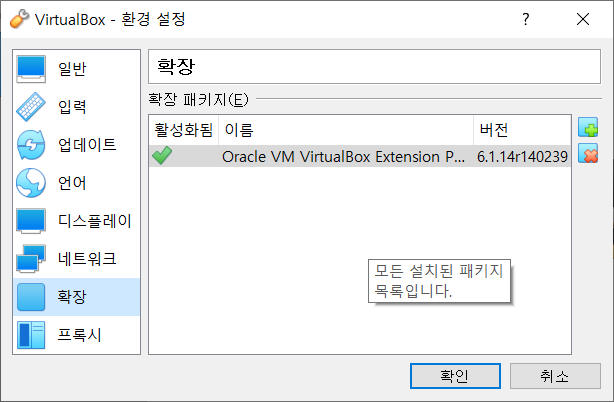 VirtualBox - 환경 설정
일반
입력
업데이트
언어
디스플레이
네트워크
확장
프록시
확장
확장 패키지(E)
활성화됨 이름 버전
Oracle VM VirtualBox Extension P... 6.1.14r140239
모든 설치된 패키지
목록입니다.
확인 취소